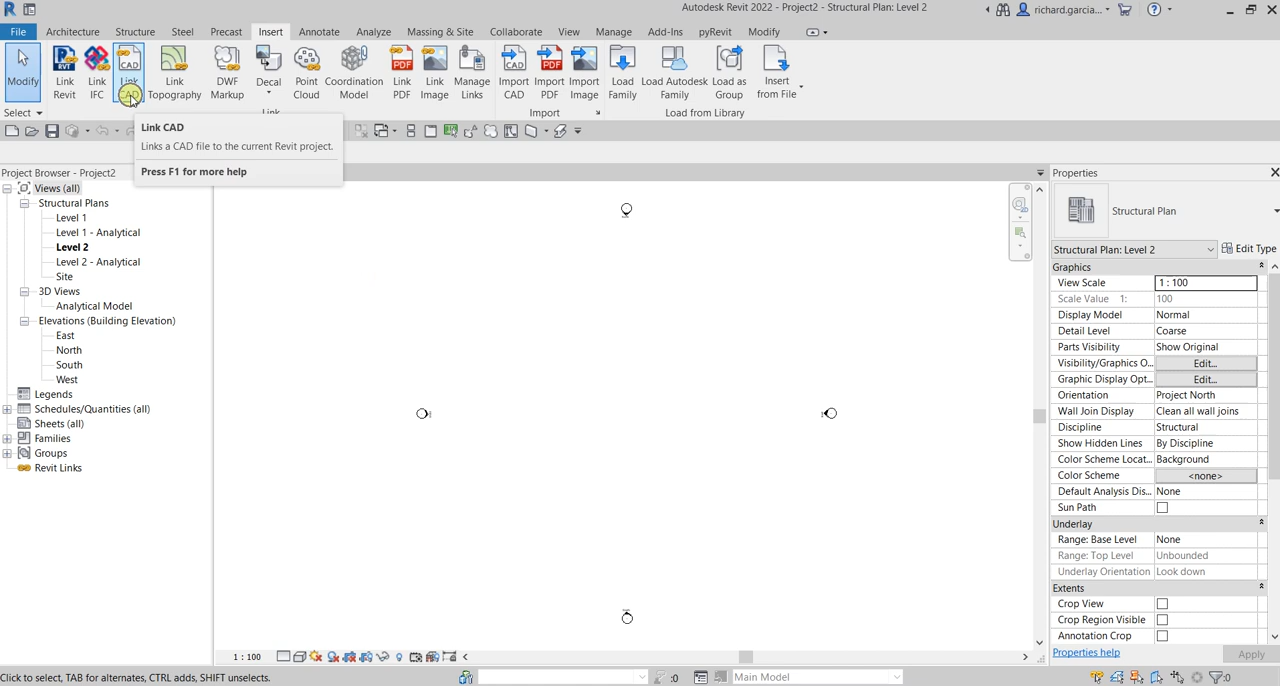 Autodesk Revit 2022 - Project2 - Structural Plan: Level 2
richard.garcia...
File Architecture Structure Steel Precast Insert Annotate Analyze Massing & Site Collaborate View Manage Add-Ins pyRevit Modify
Modify
Link Revit
Link IFC
Link CAD
Link Topography
DWF Markup
Decal
Point Cloud
Coordination Model
Link PDF
Link Image
Manage Links
Import CAD
Import PDF
Import Image
Load Family
Load Autodesk Family
Load as Group
Insert from File
Select
Link
Import
Load from Library
Link CAD
Links a CAD file to the current Revit project.
Press F1 for more help
Project Browser - Project2
Views (all)
Structural Plans
Level 1
Level 1 - Analytical
Level 2
Level 2 - Analytical
Site
3D Views
Analytical Model
Elevations (Building Elevation)
East
North
South
West
Legends
Schedules/Quantities (all)
Sheets (all)
Families
Groups
Revit Links
Properties
Structural Plan
Structural Plan: Level 2
Edit Type
Graphics
View Scale 1 : 100
Scale Value 1: 100
Display Model Normal
Detail Level Coarse
Parts Visibility Show Original
Visibility/Graphics O... Edit...
Graphic Display Opt... Edit...
Orientation Project North
Wall Join Display Clean all wall joins
Discipline Structural
Show Hidden Lines By Discipline
Color Scheme Locat... Background
Color Scheme <none>
Default Analysis Dis... None
Sun Path
Underlay
Range: Base Level None
Range: Top Level Unbounded
Underlay Orientation Look down
Extents
Crop View
Crop Region Visible
Annotation Crop
Properties help
Apply
1 : 100
Click to select, TAB for alternates, CTRL adds, SHIFT unselects.
:0
Main Model
:0